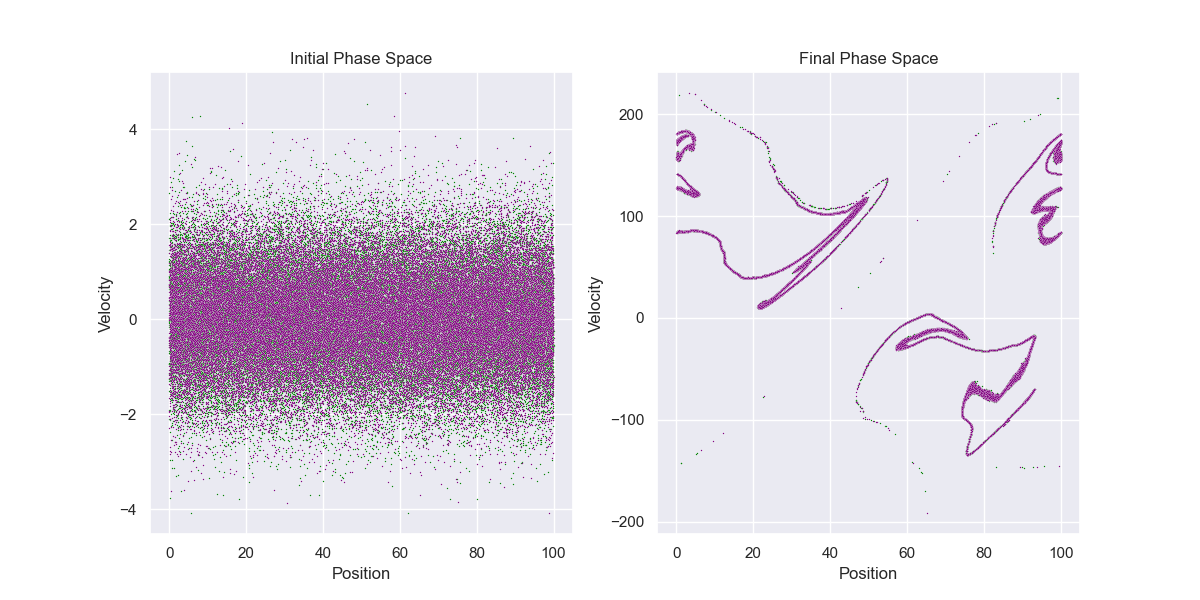 Initial Phase Space
Velocity
4
2
0
−2
−4
0 20 40 60 80 100
Position
Final Phase Space
Velocity
200
100
0
−100
−200
0 20 40 60 80 100
Position